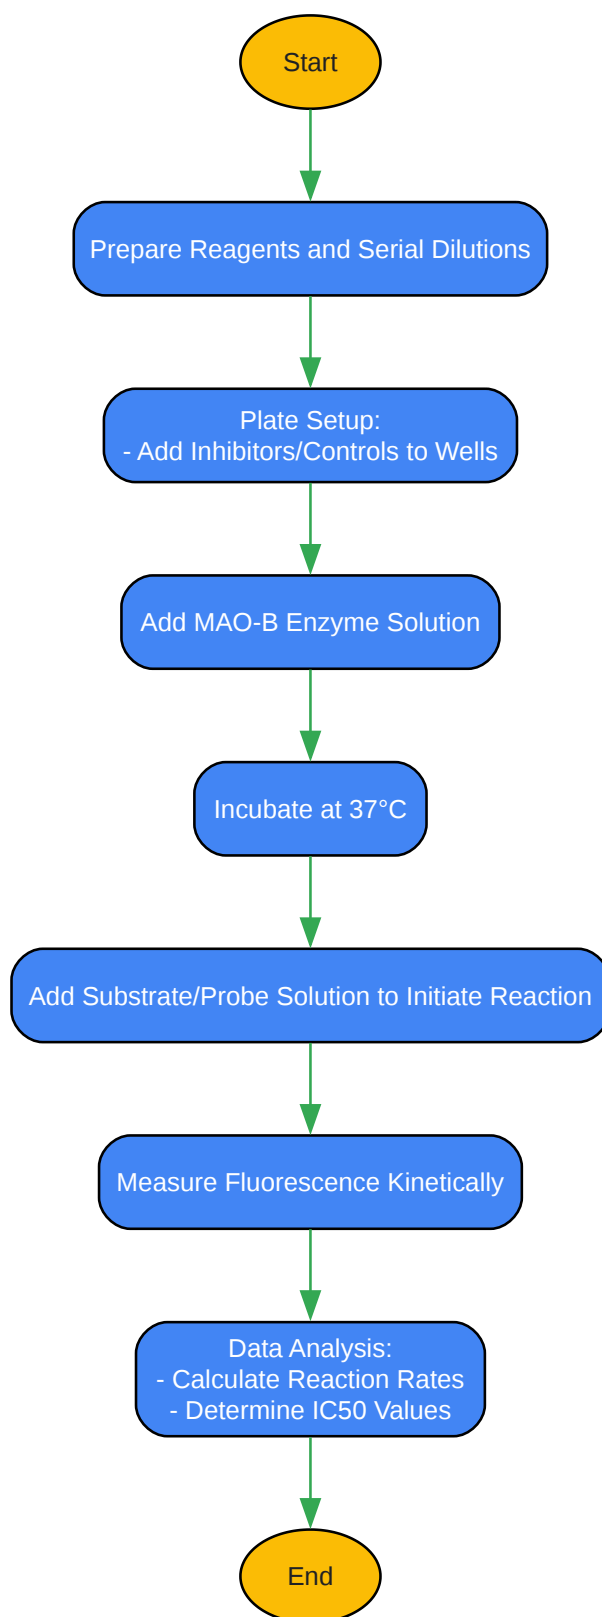 Start
Prepare Reagents and Serial Dilutions
Plate Setup:
- Add Inhibitors/Controls to Wells
Add MAO-B Enzyme Solution
Incubate at 37°C
Add Substrate/Probe Solution to Initiate Reaction
Measure Fluorescence Kinetically
Data Analysis:
- Calculate Reaction Rates
- Determine IC50 Values
End